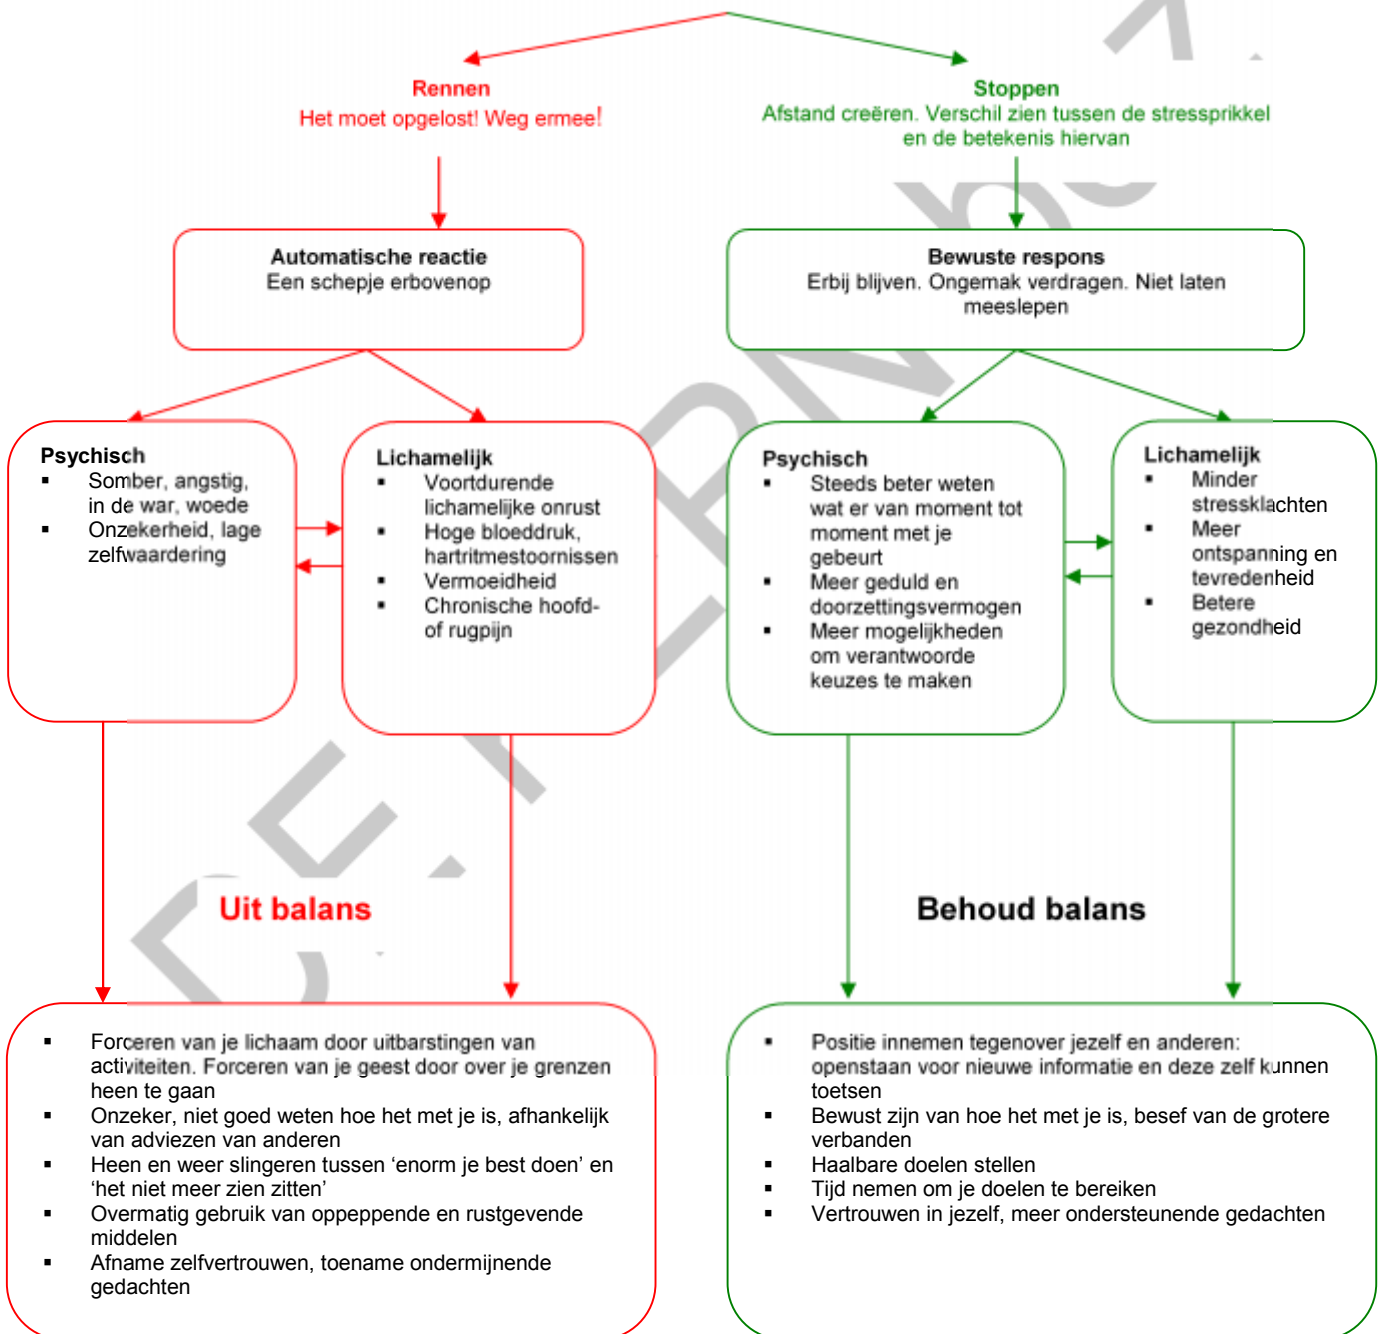 Rennen
Het moet opgelost! Weg ermee!
Stoppen
Afstand creëren. Verschil zien tussen de stressprikkel
en de betekenis hiervan
Automatische reactie
Een schepje erbovenop
Bewuste respons
Erbij blijven. Ongemak verdragen. Niet laten
meeslepen
Psychisch
▪ Somber, angstig,
in de war, woede
▪ Onzekerheid, lage
zelfwaardering
Lichamelijk
▪ Voortdurende
lichamelijke onrust
▪ Hoge bloeddruk,
hartritmestoornissen
▪ Vermoeidheid
▪ Chronische hoofd-
of rugpijn
Psychisch
▪ Steeds beter weten
wat er van moment tot
moment met je
gebeurt
▪ Meer geduld en
doorzettingsvermogen
▪ Meer mogelijkheden
om verantwoorde
keuzes te maken
Lichamelijk
▪ Minder
stressklachten
▪ Meer
ontspanning en
tevredenheid
▪ Betere
gezondheid
Uit balans
Behoud balans
▪ Forceren van je lichaam door uitbarstingen van
activiteiten. Forceren van je geest door over je grenzen
heen te gaan
▪ Onzeker, niet goed weten hoe het met je is, afhankelijk
van adviezen van anderen
▪ Heen en weer slingeren tussen ‘enorm je best doen’ en
‘het niet meer zien zitten’
▪ Overmatig gebruik van oppeppende en rustgevende
middelen
▪ Afname zelfvertrouwen, toename ondermijnende
gedachten
▪ Positie innemen tegenover jezelf en anderen:
openstaan voor nieuwe informatie en deze zelf kunnen
toetsen
▪ Bewust zijn van hoe het met je is, besef van de grotere
verbanden
▪ Haalbare doelen stellen
▪ Tijd nemen om je doelen te bereiken
▪ Vertrouwen in jezelf, meer ondersteunende gedachten